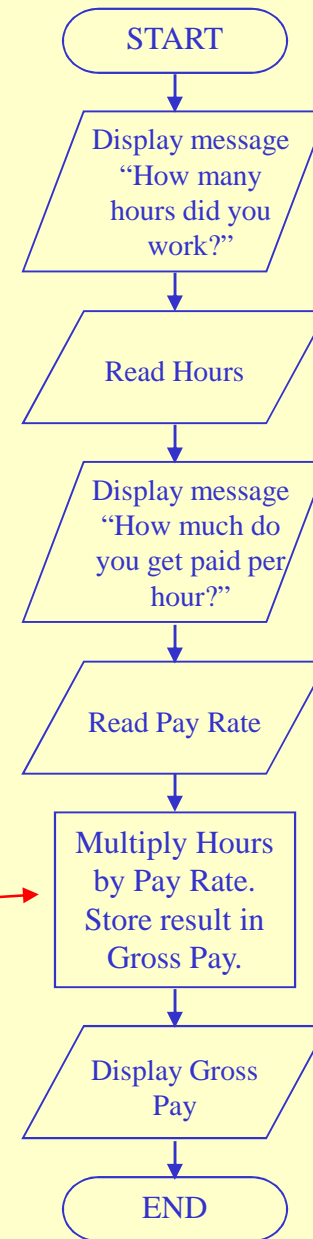 START
Display message
“How many
hours did you
work?”
Read Hours
Display message
“How much do
you get paid per
hour?”
Read Pay Rate
Multiply Hours
by Pay Rate.
Store result in
Gross Pay.
Display Gross
Pay
END